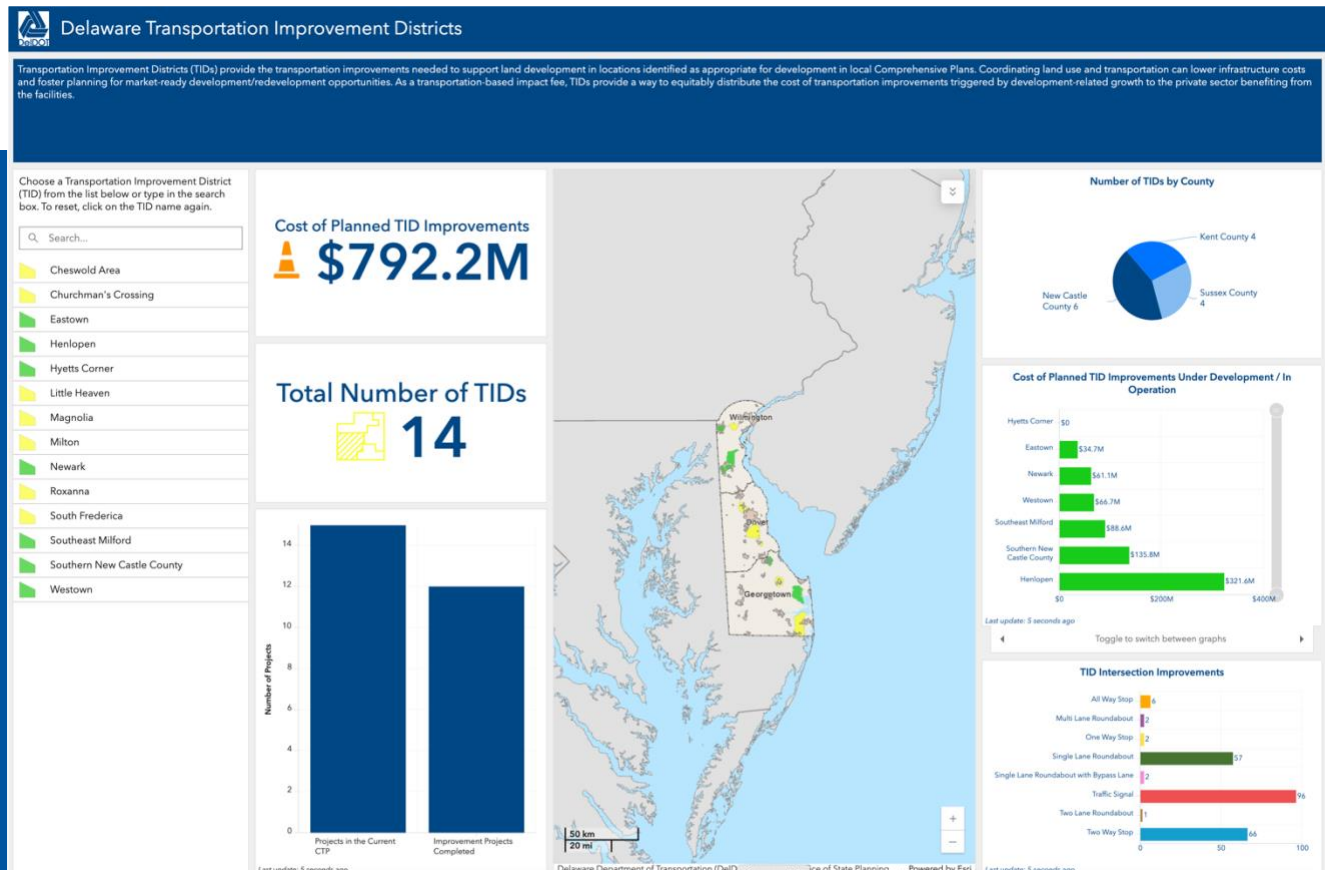 DelDOT
Delaware Transportation Improvement Districts
Transportation Improvement Districts (TIDs) provide the transportation improvements needed to support land development in locations identified as appropriate for development in local Comprehensive Plans. Coordinating land use and transportation can lower infrastructure costs
and foster planning for market-ready development/redevelopment opportunities. As a transportation-based impact fee, TIDs provide a way to equitably distribute the cost of transportation improvements triggered by development-related growth to the private sector benefiting from
the facilities.
Choose a Transportation Improvement District
(TID) from the list below or type in the search
box. To reset, click on the TID name again.
Search...
Cheswold Area
Churchman's Crossing
Eastown
Henlopen
Hyetts Corner
Little Heaven
Magnolia
Milton
Newark
Roxanna
South Frederica
Southeast Milford
Southern New Castle County
Westown
Cost of Planned TID Improvements
$792.2M
Total Number of TIDs
14
Number of Projects
14
12
10
8
6
4
2
0
Projects in the Current
CTP
Improvement Projects
Completed
Last update: 5 seconds ago
Wilmington
Dover
Georgetown
50 km
20 mi
+
−
Delaware Department of Transportation (DelD
ice of State Planning
Powered by Esri
Number of TIDs by County
Kent County 4
New Castle
County 6
Sussex County
4
Cost of Planned TID Improvements Under Development / In
Operation
Hyetts Corner $0
Eastown $34.7M
Newark $61.1M
Westown $66.7M
Southeast Milford $88.6M
Southern New
Castle County $135.8M
Henlopen $321.6M
$0 $200M $400M
Last update: 5 seconds ago
Toggle to switch between graphs
TID Intersection Improvements
All Way Stop 6
Multi Lane Roundabout 2
One Way Stop 2
Single Lane Roundabout 57
Single Lane Roundabout with Bypass Lane 2
Traffic Signal 96
Two Lane Roundabout 1
Two Way Stop 66
0 50 100
Last update: 5 seconds ago